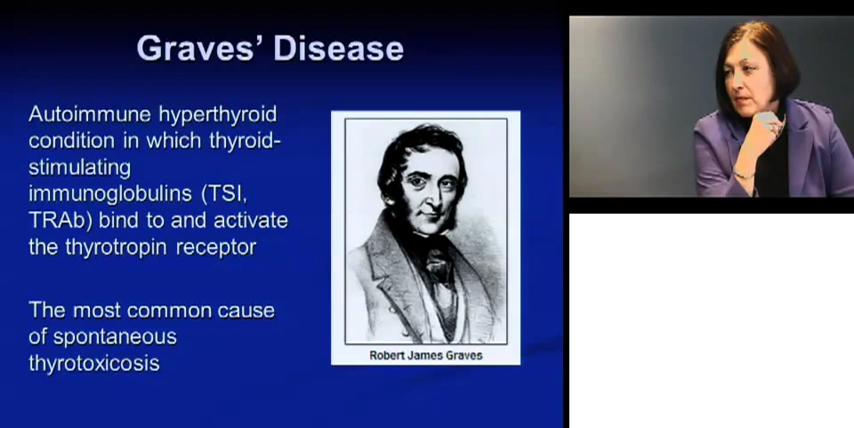 Graves’ Disease
Autoimmune hyperthyroid
condition in which thyroid-
stimulating
immunoglobulins (TSI,
TRAb) bind to and activate
the thyrotropin receptor
The most common cause
of spontaneous
thyrotoxicosis
Robert James Graves